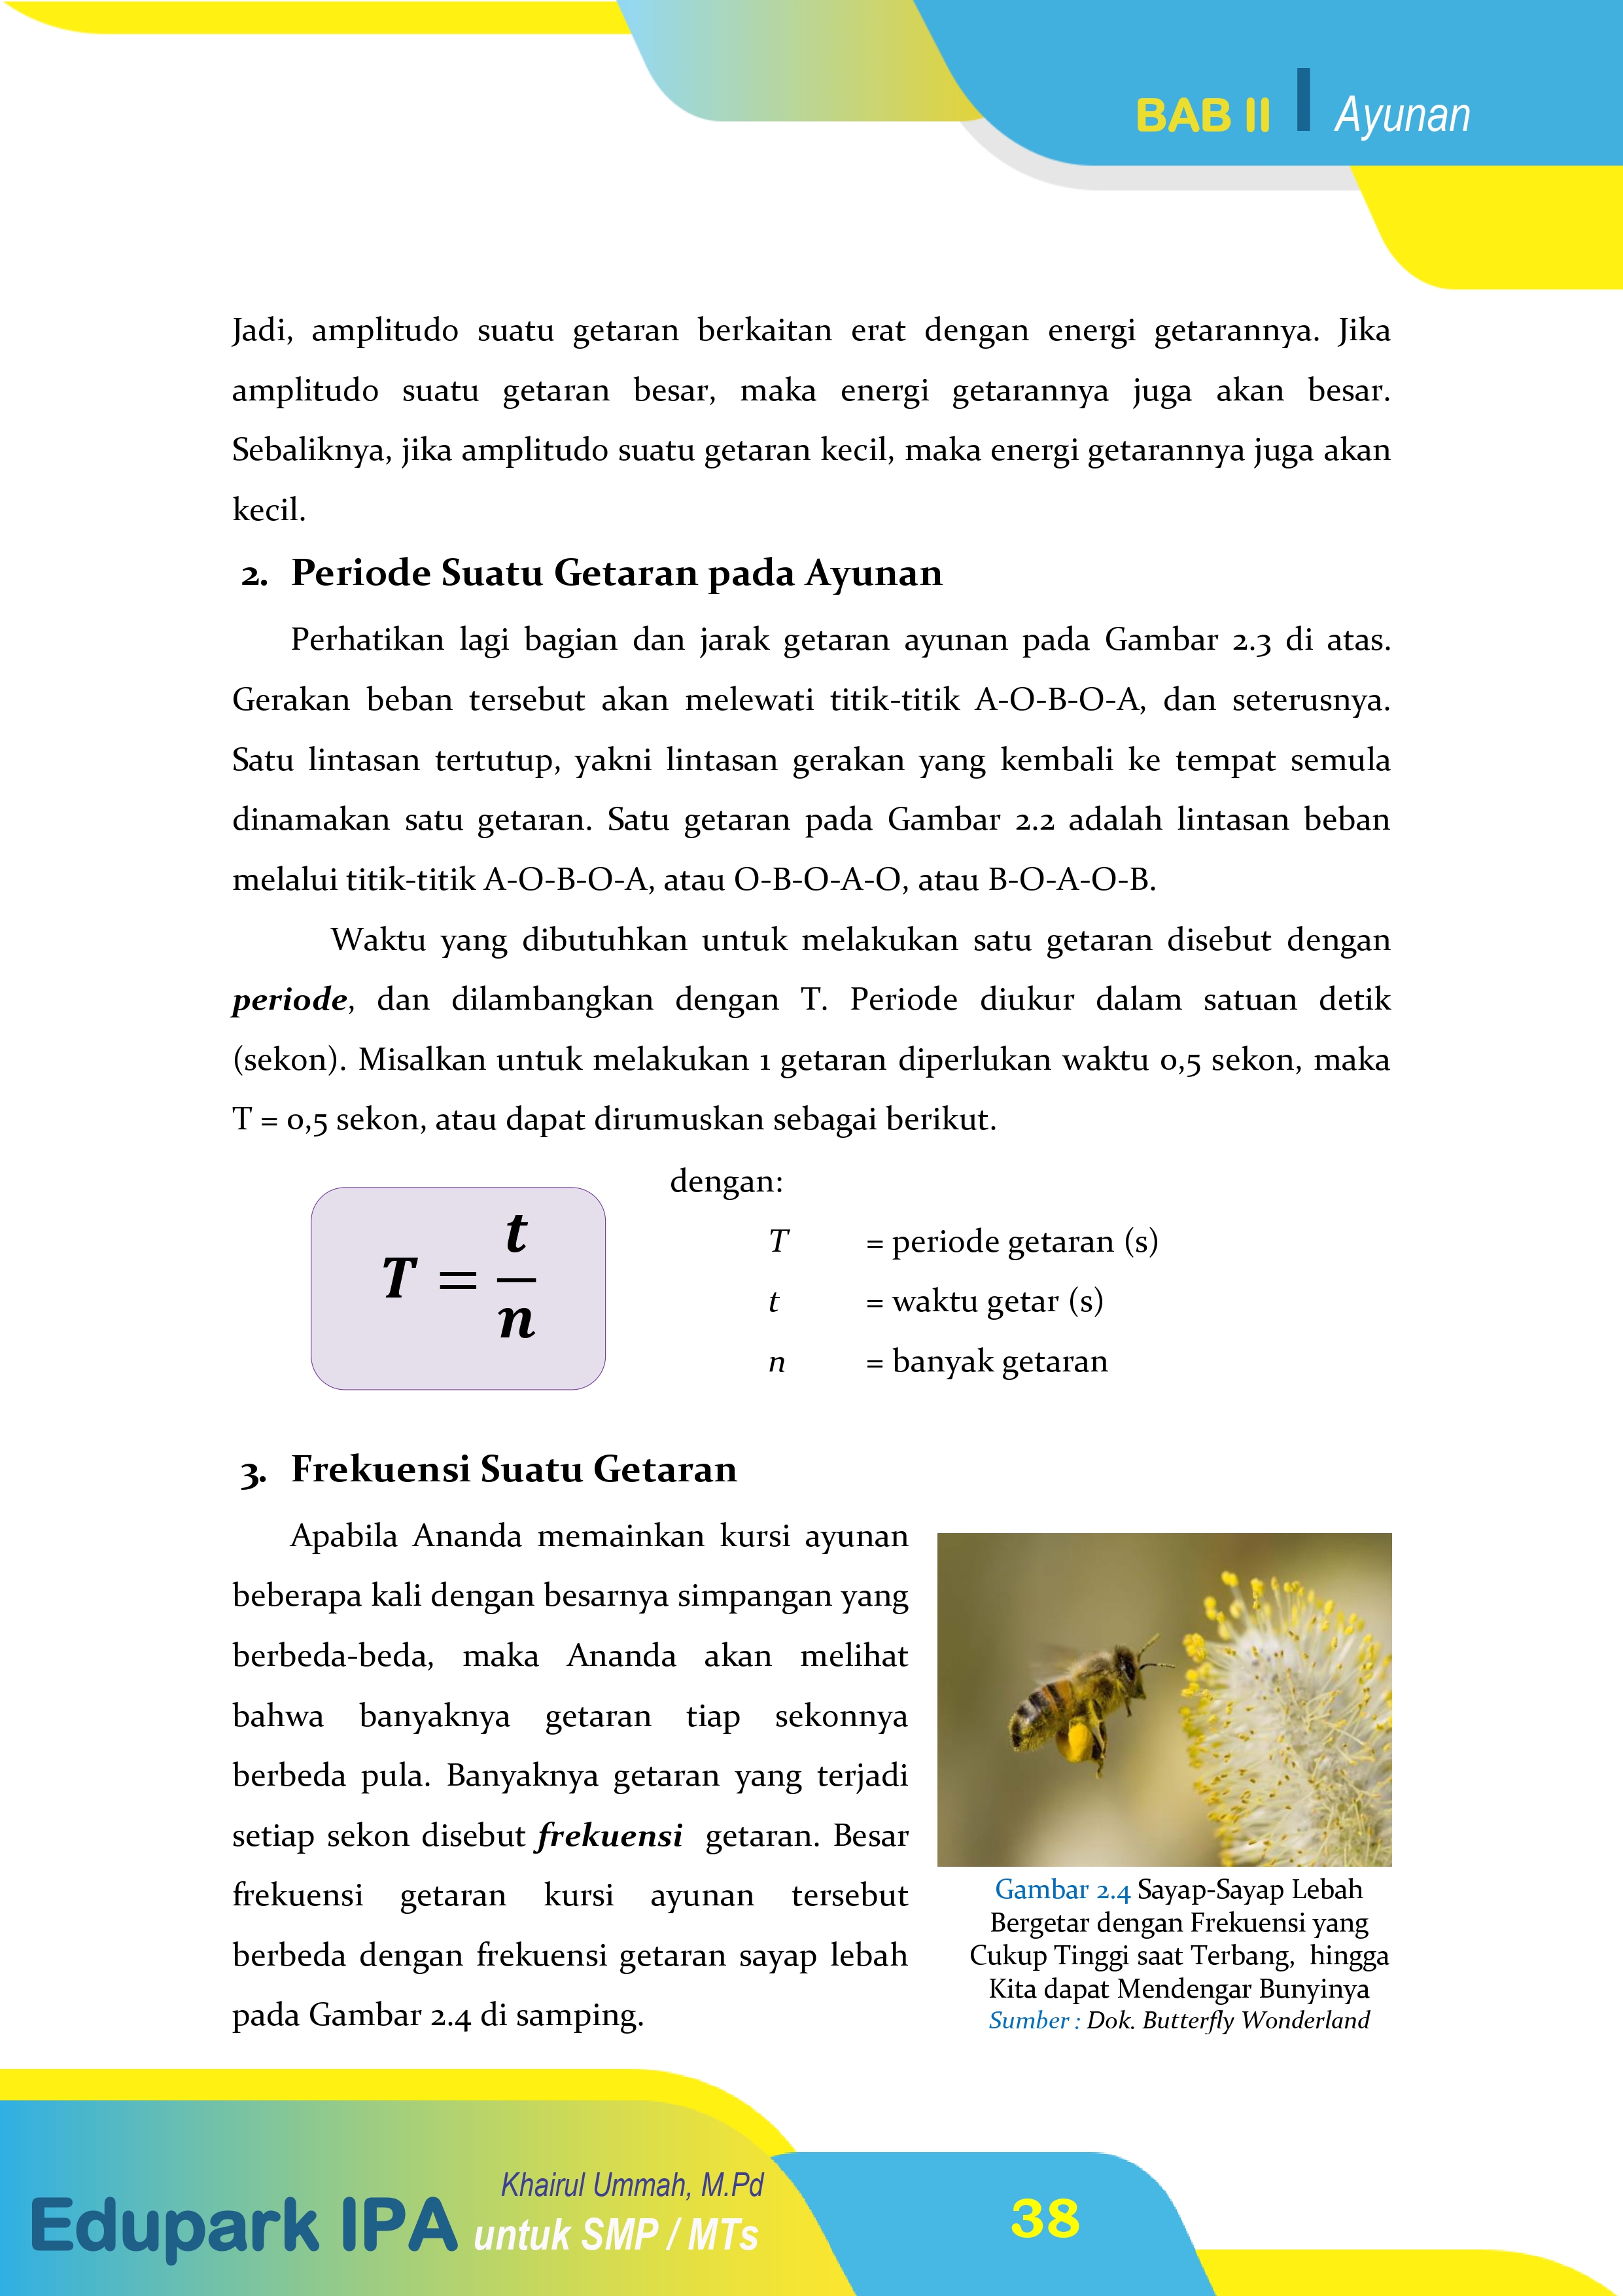 BAB II | Ayunan
Jadi, amplitudo suatu getaran berkaitan erat dengan energi getarannya. Jika
amplitudo suatu getaran besar, maka energi getarannya juga akan besar.
Sebaliknya, jika amplitudo suatu getaran kecil, maka energi getarannya juga akan
kecil.
2. Periode Suatu Getaran pada Ayunan
Perhatikan lagi bagian dan jarak getaran ayunan pada Gambar 2.3 di atas.
Gerakan beban tersebut akan melewati titik-titik A-O-B-O-A, dan seterusnya.
Satu lintasan tertutup, yakni lintasan gerakan yang kembali ke tempat semula
dinamakan satu getaran. Satu getaran pada Gambar 2.2 adalah lintasan beban
melalui titik-titik A-O-B-O-A, atau O-B-O-A-O, atau B-O-A-O-B.
Waktu yang dibutuhkan untuk melakukan satu getaran disebut dengan
periode, dan dilambangkan dengan T. Periode diukur dalam satuan detik
(sekon). Misalkan untuk melakukan 1 getaran diperlukan waktu 0,5 sekon, maka
T = 0,5 sekon, atau dapat dirumuskan sebagai berikut.
T = t/n
dengan:
T = periode getaran (s)
t = waktu getar (s)
n = banyak getaran
3. Frekuensi Suatu Getaran
Apabila Ananda memainkan kursi ayunan
beberapa kali dengan besarnya simpangan yang
berbeda-beda, maka Ananda akan melihat
bahwa banyaknya getaran tiap sekonnya
berbeda pula. Banyaknya getaran yang terjadi
setiap sekon disebut frekuensi getaran. Besar
frekuensi getaran kursi ayunan tersebut
berbeda dengan frekuensi getaran sayap lebah
pada Gambar 2.4 di samping.
Gambar 2.4 Sayap-Sayap Lebah
Bergetar dengan Frekuensi yang
Cukup Tinggi saat Terbang, hingga
Kita dapat Mendengar Bunyinya
Sumber : Dok. Butterfly Wonderland
Khairul Ummah, M.Pd
Edupark IPA untuk SMP / MTs
38